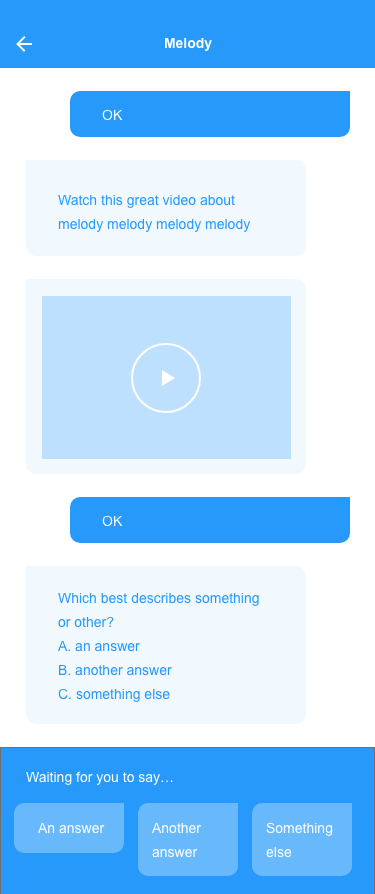 Melody
OK
Watch this great video about
melody melody melody melody
OK
Which best describes something
or other?
A. an answer
B. another answer
C. something else
Waiting for you to say…
An answer
Another
answer
Something
else